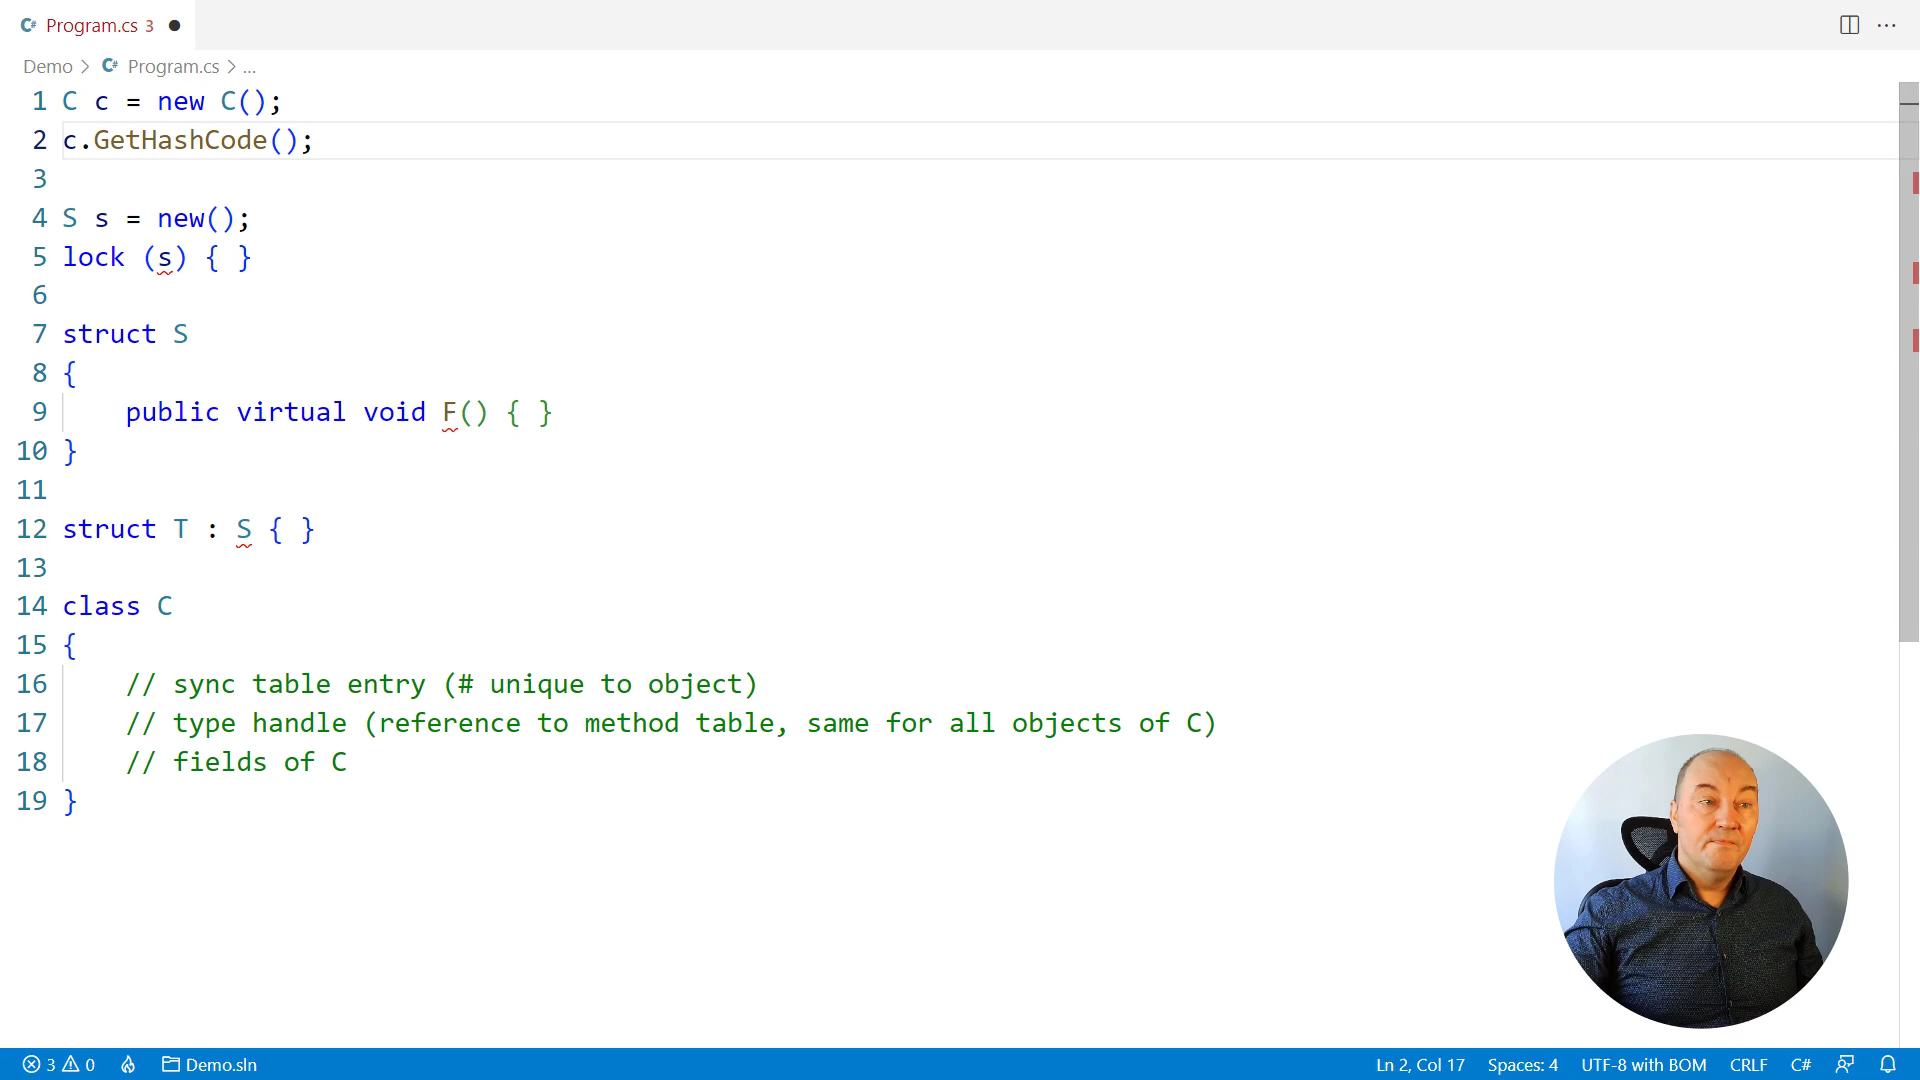 C# Program.cs 3 ●
Demo > C# Program.cs > ...
1 C c = new C();
2 c.GetHashCode();
3
4 S s = new();
5 lock (s) { }
6
7 struct S
8 {
9     public virtual void F() { }
10 }
11
12 struct T : S { }
13
14 class C
15 {
16     // sync table entry (# unique to object)
17     // type handle (reference to method table, same for all objects of C)
18     // fields of C
19 }
3 0 Demo.sln Ln 2, Col 17 Spaces: 4 UTF-8 with BOM CRLF C#